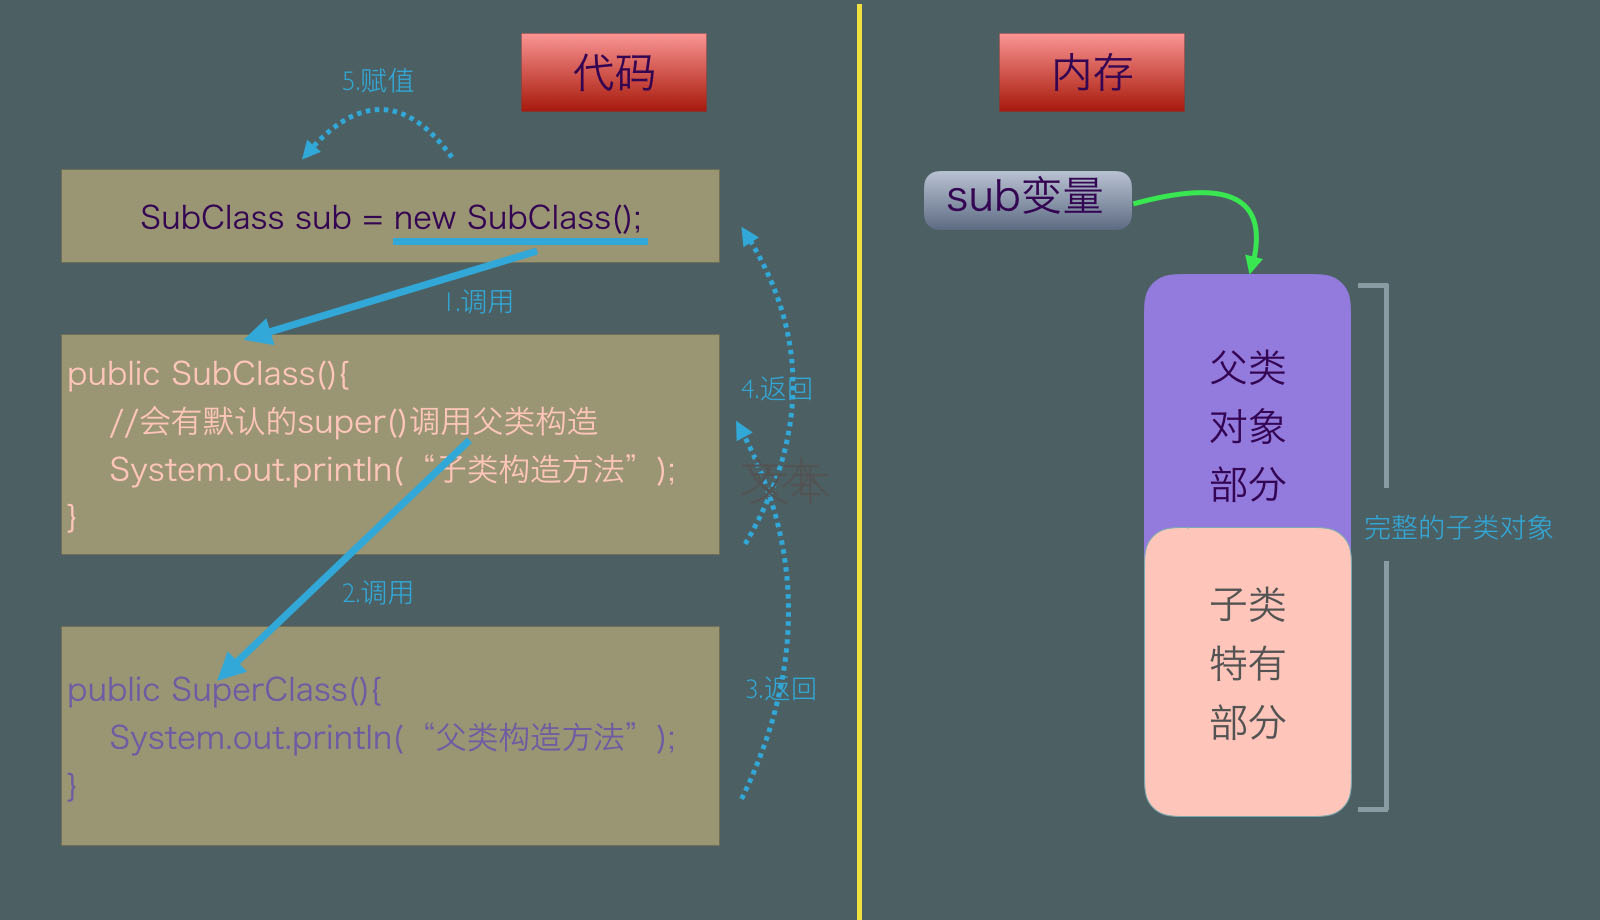 代码
5.赋值
SubClass sub = new SubClass();
1.调用
public SubClass(){
//会有默认的super()调用父类构造
System.out.println(“子类构造方法”);
}
4.返回
文本
2.调用
public SuperClass(){
System.out.println(“父类构造方法”);
}
3.返回
内存
sub变量
父类
对象
部分
完整的子类对象
子类
特有
部分